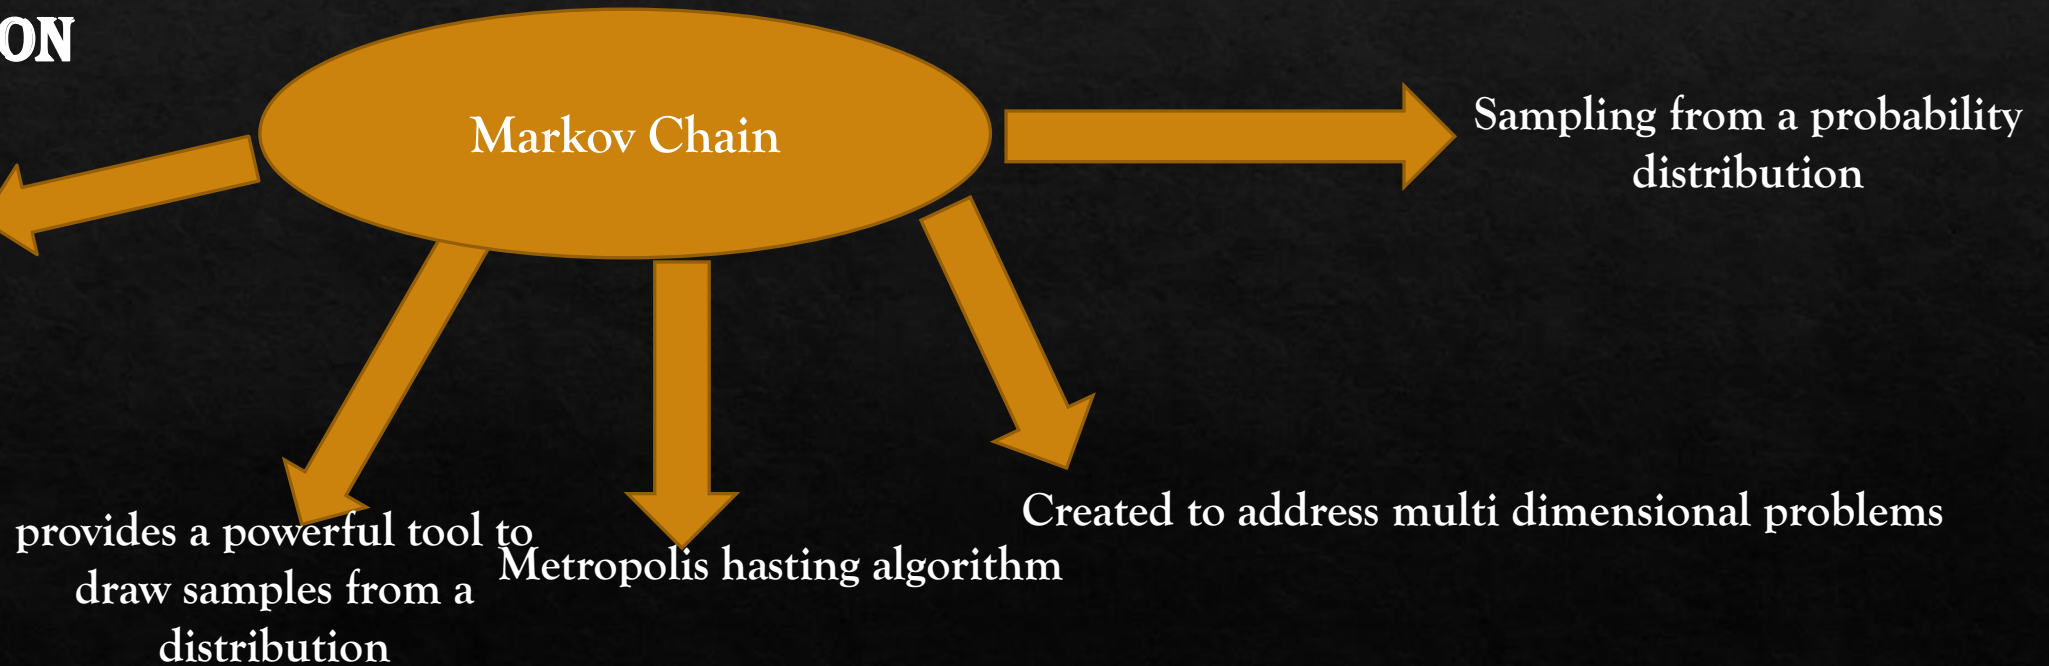 ON
Markov Chain
Sampling from a probability
distribution
provides a powerful tool to
draw samples from a
distribution
Metropolis hasting algorithm
Created to address multi dimensional problems